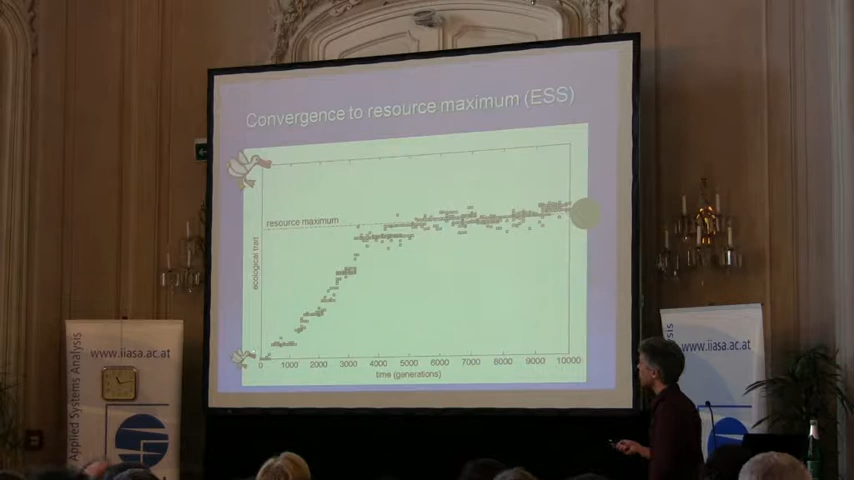 Convergence to resource maximum (ESS)
resource maximum
ecological trait
0 1000 2000 3000 4000 5000 6000 7000 8000 9000 10000
time (generations)
www.iiasa.ac.at
Applied Systems Analysis
www.iiasa.ac.at